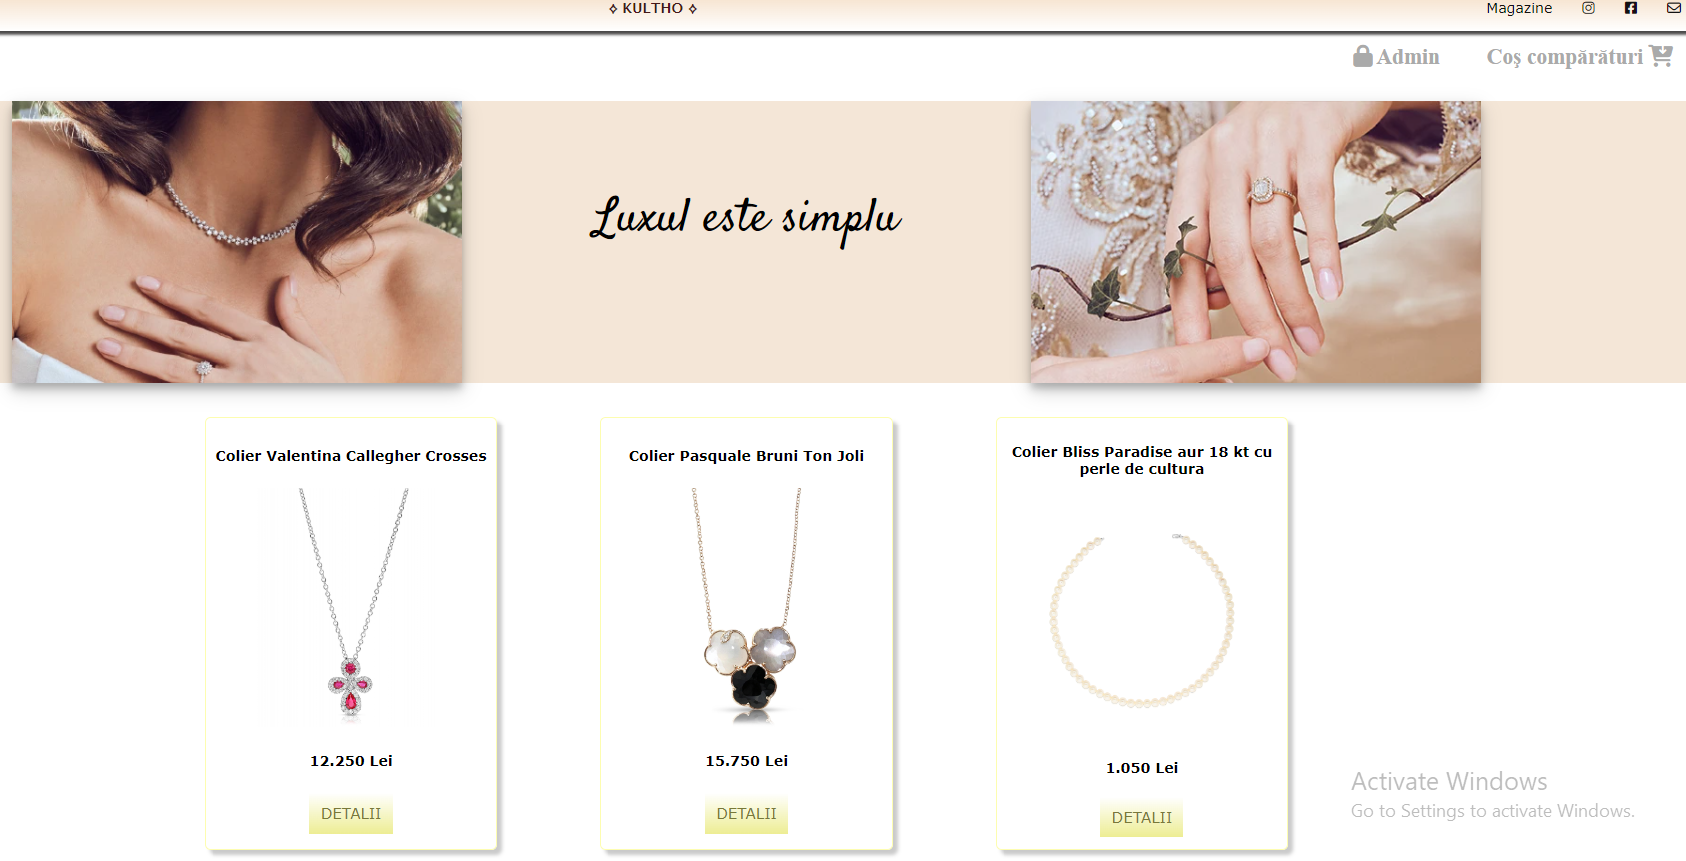 ⟡ KULTHO ⟡
Magazine
Admin
Coş compărături
Luxul este simplu
Colier Valentina Callegher Crosses
12.250 Lei
DETALII
Colier Pasquale Bruni Ton Joli
15.750 Lei
DETALII
Colier Bliss Paradise aur 18 kt cu
perle de cultura
1.050 Lei
DETALII
Activate Windows
Go to Settings to activate Windows.